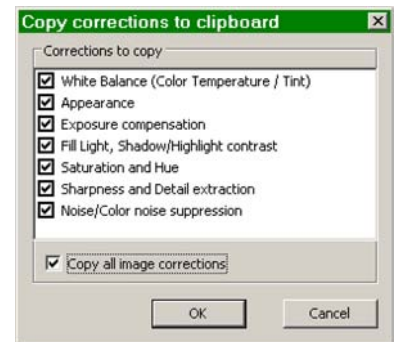 Copy corrections to clipboard
Corrections to copy
White Balance (Color Temperature / Tint)
Appearance
Exposure compensation
Fill Light, Shadow/Highlight contrast
Saturation and Hue
Sharpness and Detail extraction
Noise/Color noise suppression
Copy all image corrections
OK Cancel